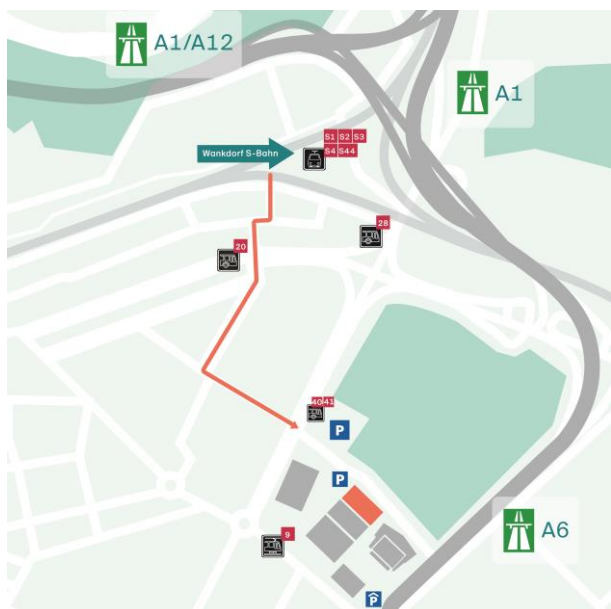 A1/A12
A1
S1 S2 S3
Wankdorf S-Bahn
S4 S44
28
20
40 41
P
P
9
A6
P